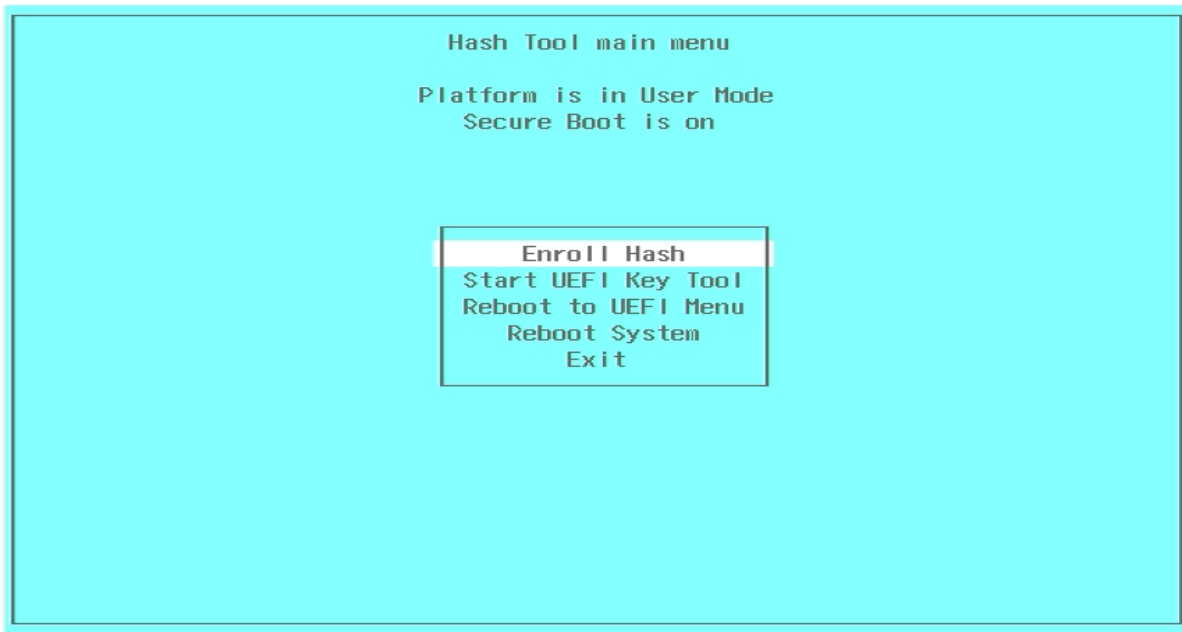 Hash Tool main menu
Platform is in User Mode
Secure Boot is on
Enroll Hash
Start UEFI Key Tool
Reboot to UEFI Menu
Reboot System
Exit